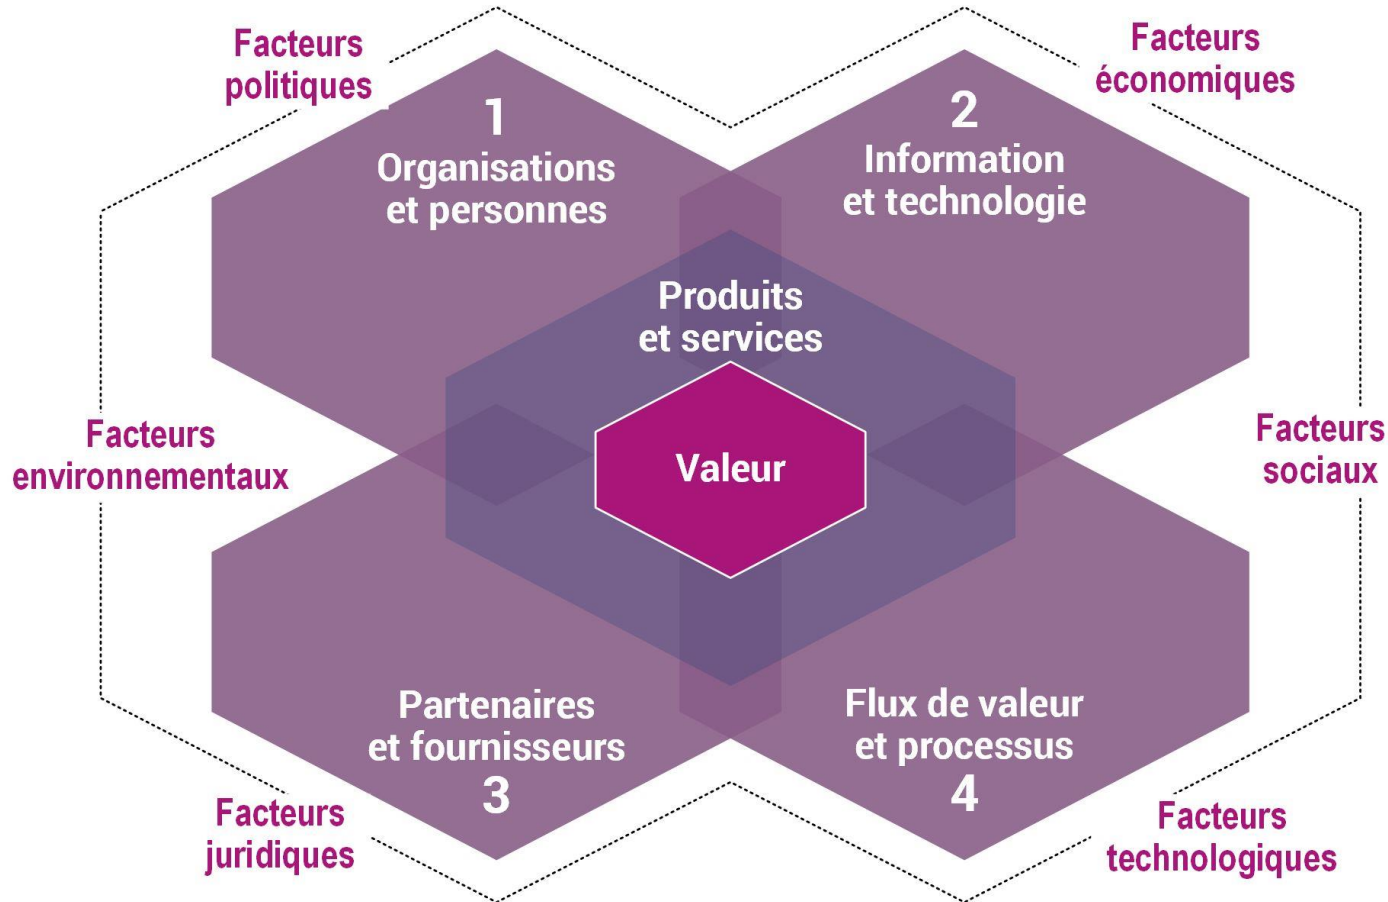 Facteurs
politiques
Facteurs
économiques
1
Organisations
et personnes
2
Information
et technologie
Produits
et services
Valeur
Facteurs
environnementaux
Facteurs
sociaux
Partenaires
et fournisseurs
3
Flux de valeur
et processus
4
Facteurs
juridiques
Facteurs
technologiques